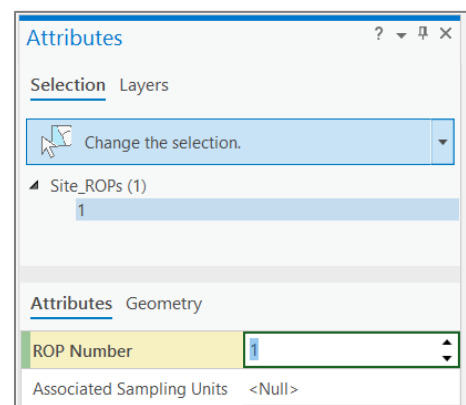 Attributes ?
Selection Layers
Change the selection.
Site_ROPs (1)
1
Attributes Geometry
ROP Number 1
Associated Sampling Units <Null>